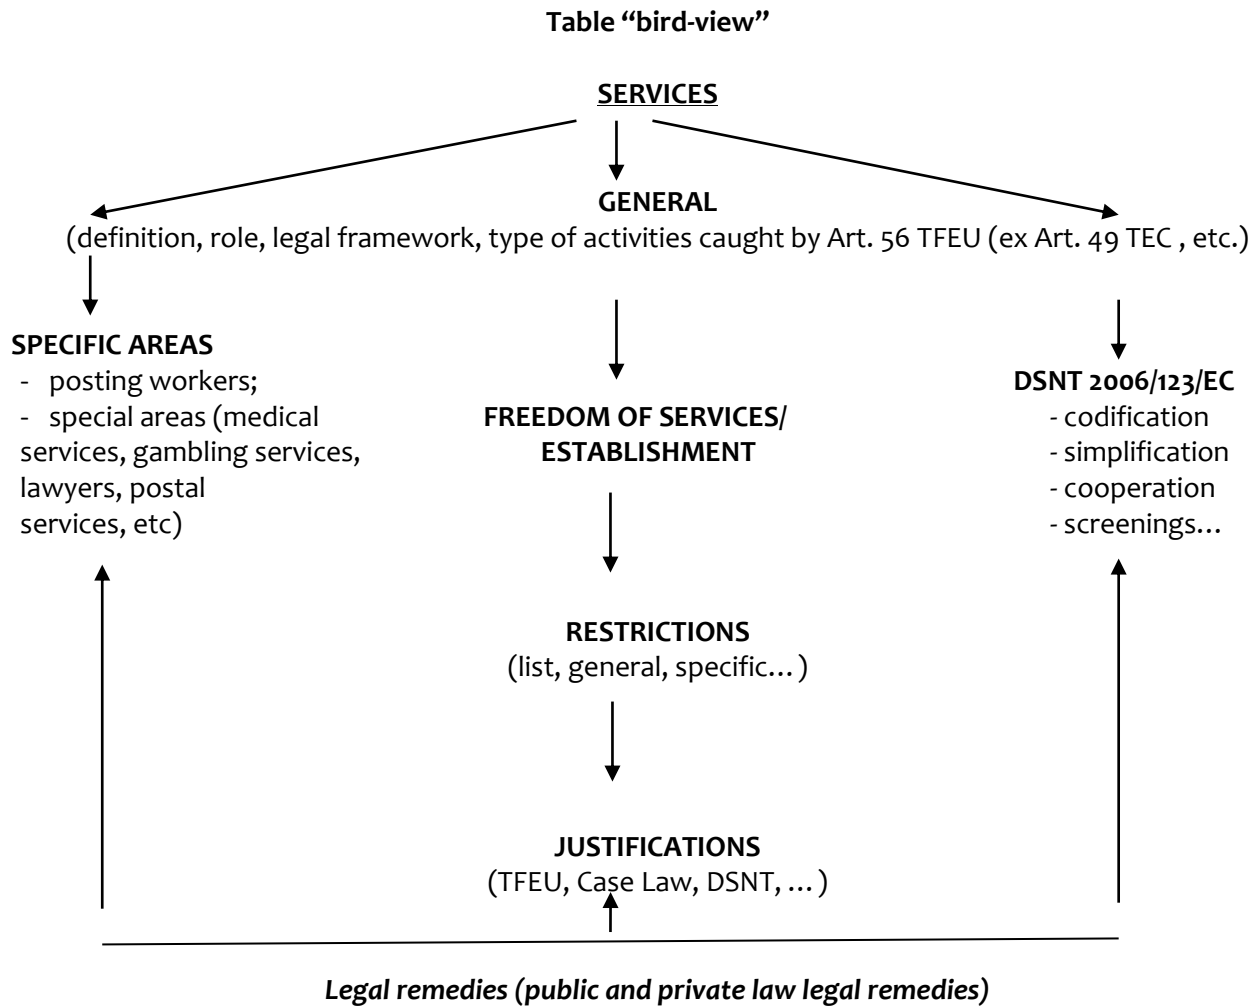 Table “bird-view”
SERVICES
GENERAL
(definition, role, legal framework, type of activities caught by Art. 56 TFEU (ex Art. 49 TEC , etc.)
SPECIFIC AREAS
- posting workers;
- special areas (medical
services, gambling services,
lawyers, postal
services, etc)
FREEDOM OF SERVICES/
ESTABLISHMENT
DSNT 2006/123/EC
- codification
- simplification
- cooperation
- screenings…
RESTRICTIONS
(list, general, specific… )
JUSTIFICATIONS
(TFEU, Case Law, DSNT, … )
Legal remedies (public and private law legal remedies)